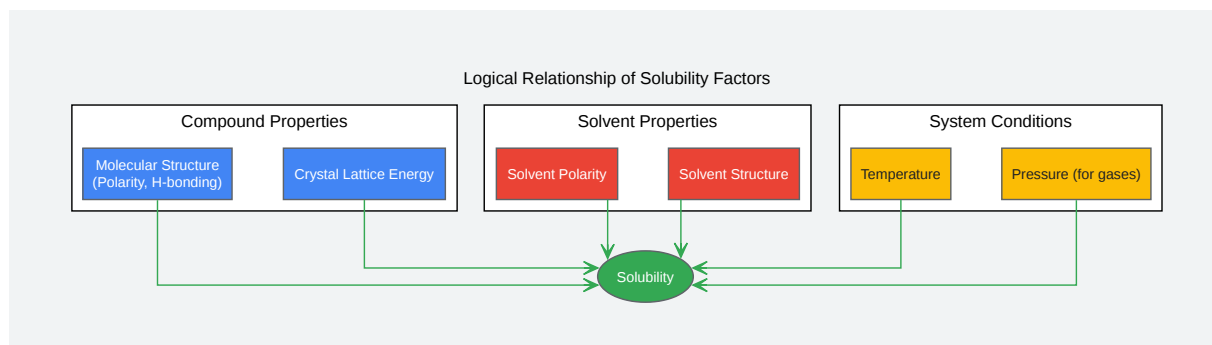 Logical Relationship of Solubility Factors
Compound Properties
Molecular Structure
(Polarity, H-bonding)
Crystal Lattice Energy
Solvent Properties
Solvent Polarity
Solvent Structure
System Conditions
Temperature
Pressure (for gases)
Solubility